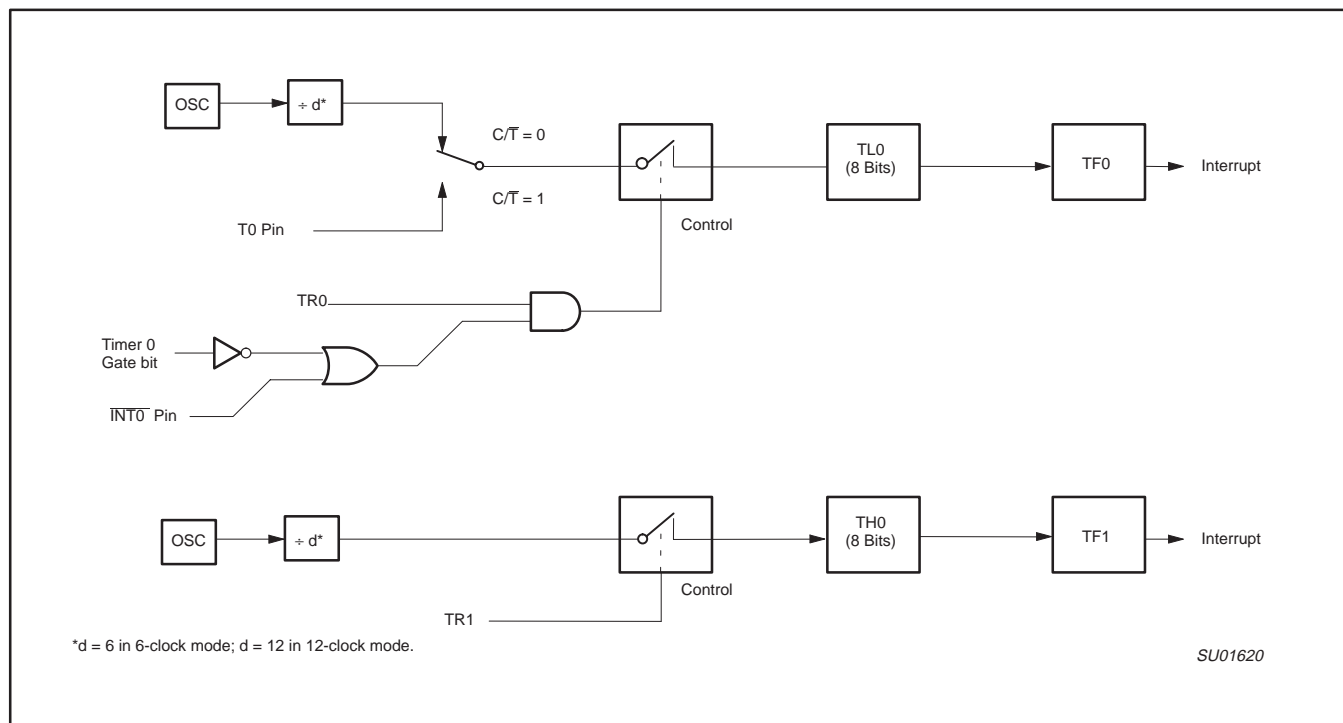 OSC
÷ d*
C/T̅ = 0
C/T̅ = 1
T0 Pin
Control
TL0
(8 Bits)
TF0
Interrupt
TR0
Timer 0
Gate bit
I̅N̅T̅0̅ Pin
OSC
÷ d*
Control
TH0
(8 Bits)
TF1
Interrupt
TR1
*d = 6 in 6-clock mode; d = 12 in 12-clock mode.
SU01620